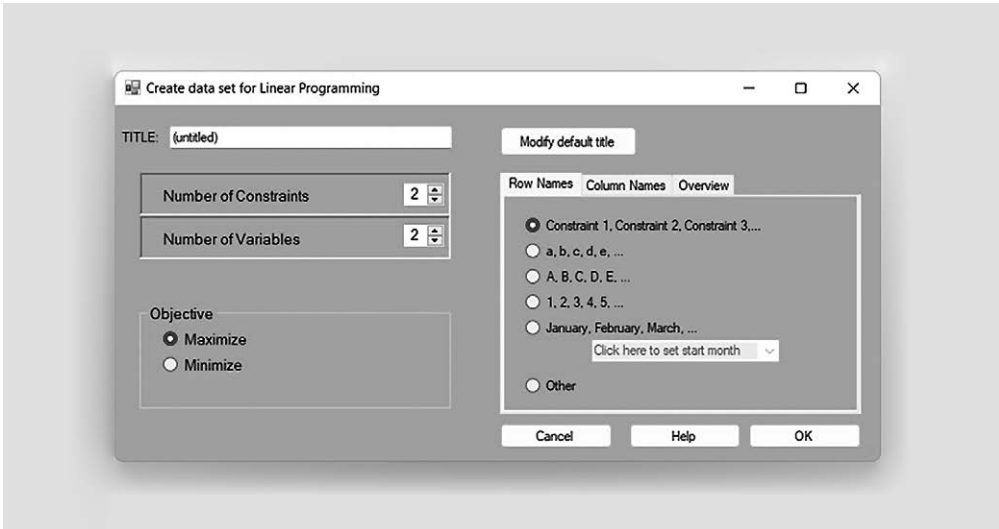 Create data set for Linear Programming
TITLE: (untitled)
Modify default title
Number of Constraints 2
Number of Variables 2
Objective
Maximize
Minimize
Row Names Column Names Overview
Constraint 1, Constraint 2, Constraint 3,...
a, b, c, d, e, ...
A, B, C, D, E, ...
1, 2, 3, 4, 5, ...
January, February, March, ...
Click here to set start month
Other
Cancel Help OK